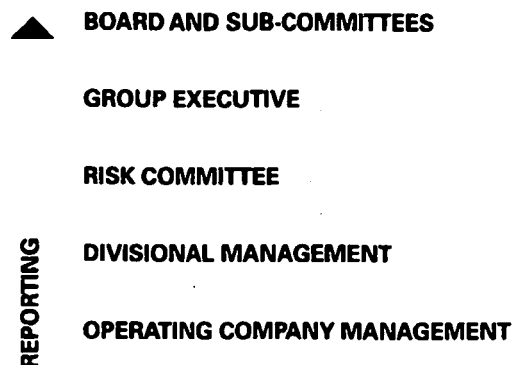 BOARD AND SUB-COMMITTEES
GROUP EXECUTIVE
RISK COMMITTEE
DIVISIONAL MANAGEMENT
REPORTING
OPERATING COMPANY MANAGEMENT